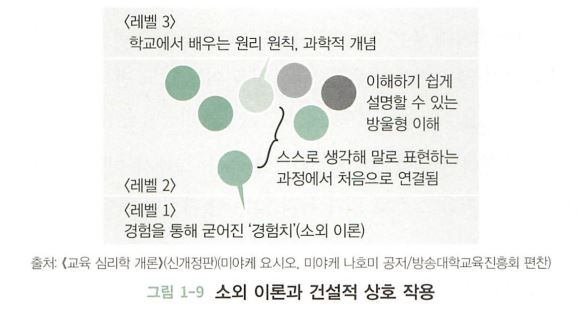 〈레벨 3〉
학교에서 배우는 원리 원칙, 과학적 개념
이해하기 쉽게
설명할 수 있는
방울형 이해
스스로 생각해 말로 표현하는
과정에서 처음으로 연결됨
〈레벨 2〉
〈레벨 1〉
경험을 통해 굳어진 '경험치'(소외 이론)
출처: 《교육 심리학 개론》(신개정판)(미야케 요시오, 미야케 나호미 공저/방송대학교육진흥회 편찬)
그림 1-9 소외 이론과 건설적 상호 작용